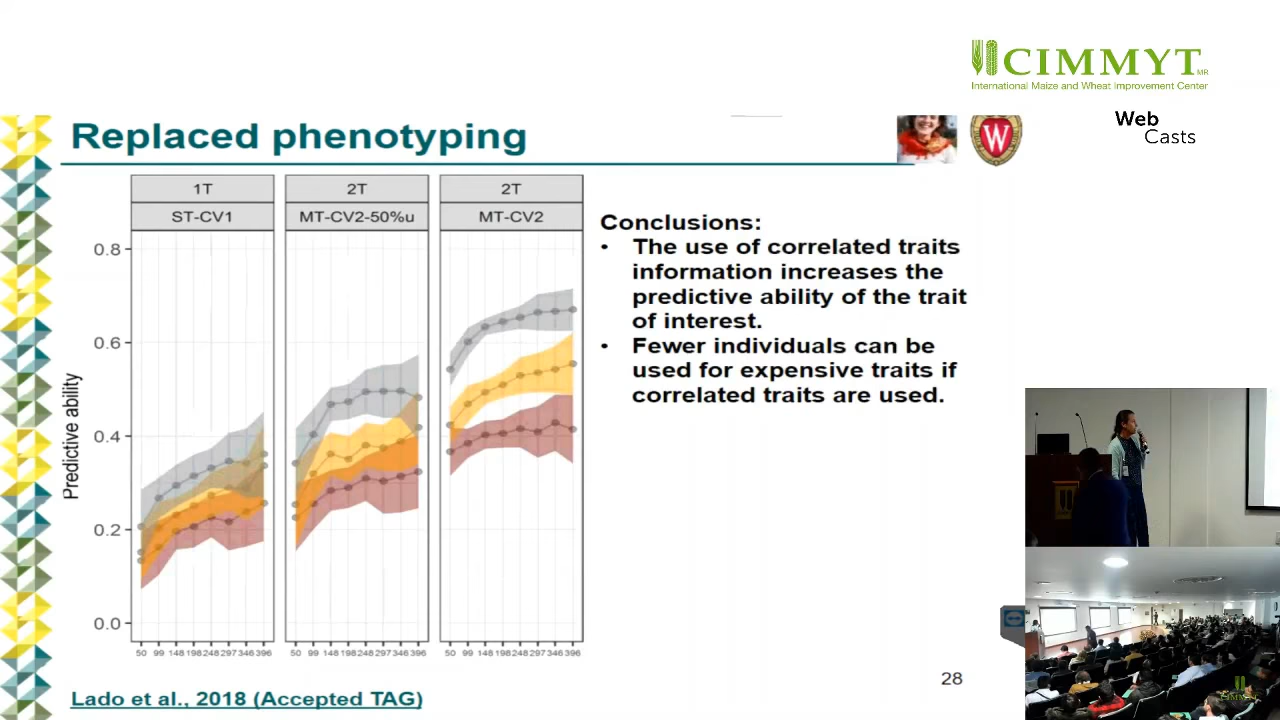 CIMMYT MR
International Maize and Wheat Improvement Center
Web
Casts
Replaced phenotyping
W
1T
2T
2T
ST-CV1
MT-CV2-50%u
MT-CV2
0.8
0.6
0.4
0.2
0.0
Predictive ability
50 99 148 198 248 297 346 396
50 99 148 198 248 297 346 396
50 99 148 198 248 297 346 396
Conclusions:
• The use of correlated traits
information increases the
predictive ability of the trait
of interest.
• Fewer individuals can be
used for expensive traits if
correlated traits are used.
28
Lado et al., 2018 (Accepted TAG)
CIMMYT